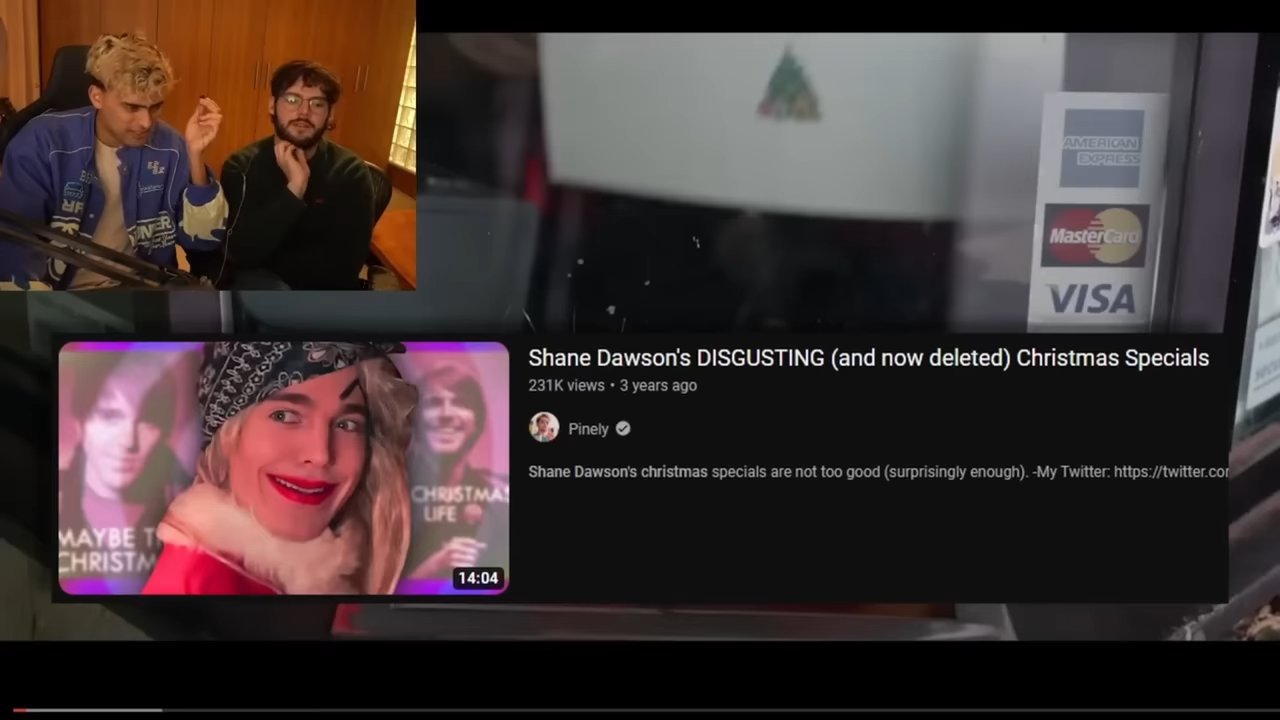 AMERICAN
EXPRESS
MasterCard
VISA
Shane Dawson's DISGUSTING (and now deleted) Christmas Specials
231K views • 3 years ago
Pinely
Shane Dawson's christmas specials are not too good (surprisingly enough). -My Twitter: https://twitter.cor
MAYBE T
CHRISTM
CHRISTMAS
LIFE
14:04